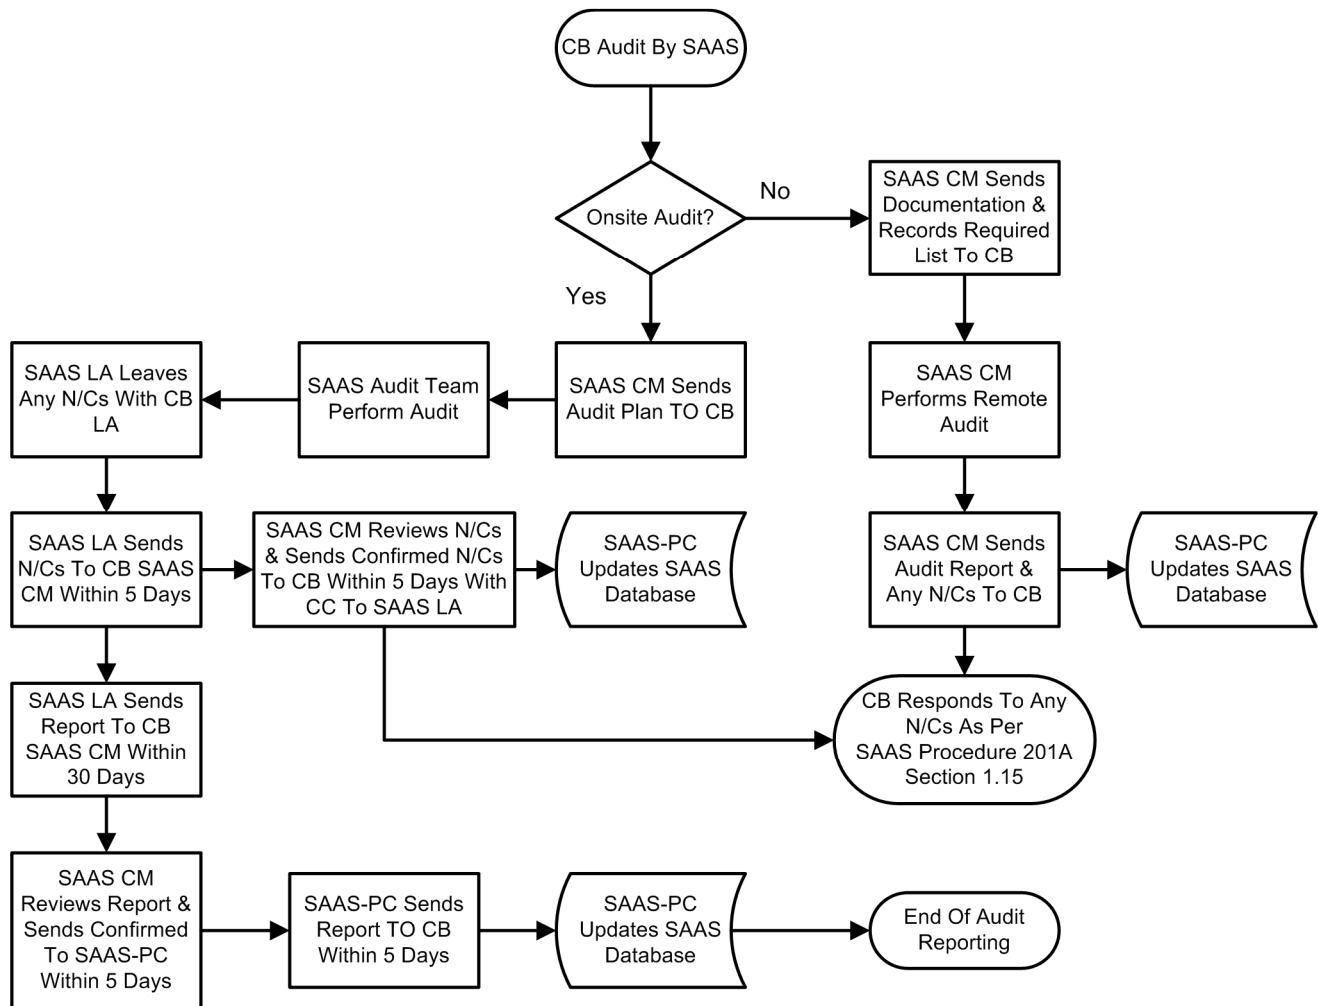 CB Audit By SAAS
Onsite Audit?
No
Yes
SAAS CM Sends
Documentation &
Records Required
List To CB
SAAS LA Leaves
Any N/Cs With CB
LA
SAAS Audit Team
Perform Audit
SAAS CM Sends
Audit Plan TO CB
SAAS CM
Performs Remote
Audit
SAAS LA Sends
N/Cs To CB SAAS
CM Within 5 Days
SAAS CM Reviews N/Cs
& Sends Confirmed N/Cs
To CB Within 5 Days With
CC To SAAS LA
SAAS-PC
Updates SAAS
Database
SAAS CM Sends
Audit Report &
Any N/Cs To CB
SAAS-PC
Updates SAAS
Database
SAAS LA Sends
Report To CB
SAAS CM Within
30 Days
CB Responds To Any
N/Cs As Per
SAAS Procedure 201A
Section 1.15
SAAS CM
Reviews Report &
Sends Confirmed
To SAAS-PC
Within 5 Days
SAAS-PC Sends
Report TO CB
Within 5 Days
SAAS-PC
Updates SAAS
Database
End Of Audit
Reporting